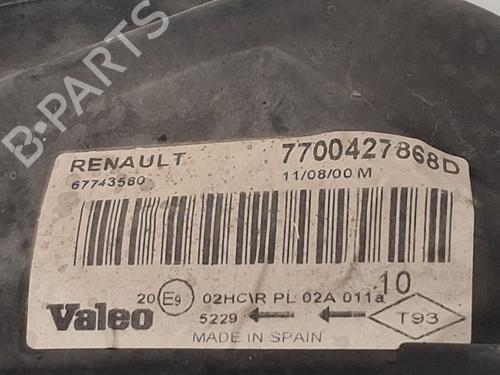 B-PARTS
RENAULT 7700427868D
67743580 11/08/00 M
10
20 E9 02HC\R PL 02A 011a
Valeo 5229 T93
MADE IN SPAIN